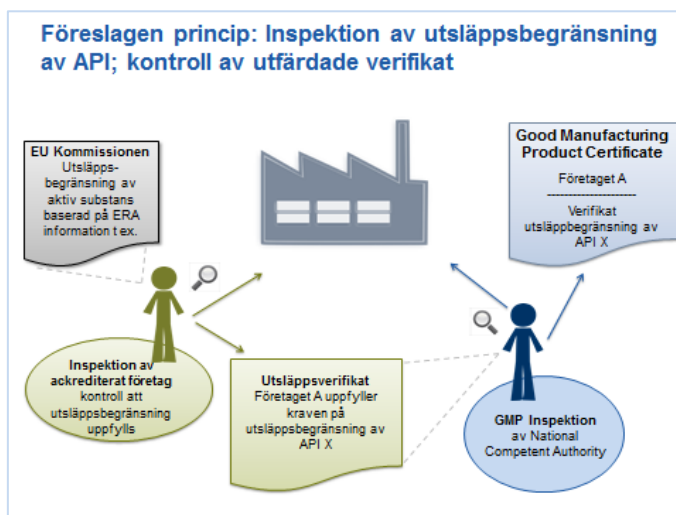 Föreslagen princip: Inspektion av utsläppsbegränsning
av API; kontroll av utfärdade verifikat
EU Kommissionen
Utsläpps-
begränsning av
aktiv substans
baserad på ERA
information t ex.
Good Manufacturing
Product Certificate
Företaget A
----------------------
Verifikat
utsläppbegränsning av
API X
Inspektion av
ackrediterat företag
kontroll att
utsläppsbegränsning
uppfylls
Utsläppsverifikat
Företaget A uppfyller
kraven på
utsläppsbegränsning av
API X
GMP Inspektion
av National
Competent Authority